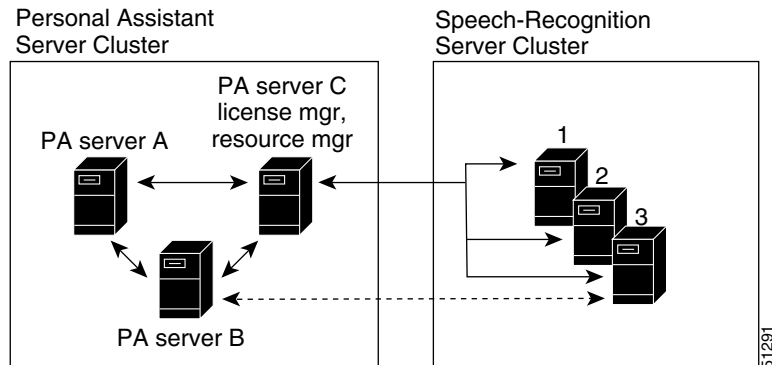 Personal Assistant
Server Cluster
Speech-Recognition
Server Cluster
PA server C
license mgr,
resource mgr
PA server A
PA server B
1
2
3
51291